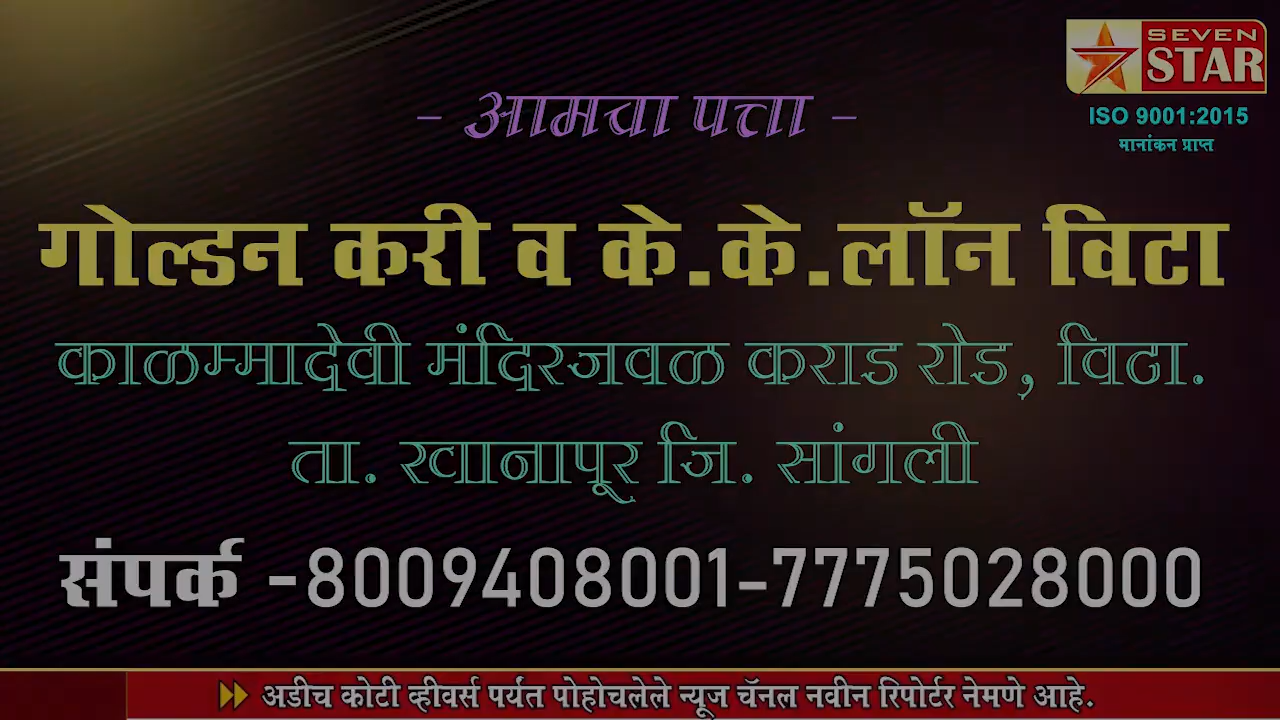 SEVEN
STAR
ISO 9001:2015
मानांकन प्राप्त
- आमचा पत्ता -
गोल्डन करी व के.के.लॉन विटा
काळम्मादेवी मंदिरजवळ कराड रोड, विटा.
ता. खानापूर जि. सांगली
संपर्क -8009408001-7775028000
अडीच कोटी व्हीवर्स पर्यंत पोहोचलेले न्यूज चॅनल नवीन रिपोर्टर नेमणे आहे.